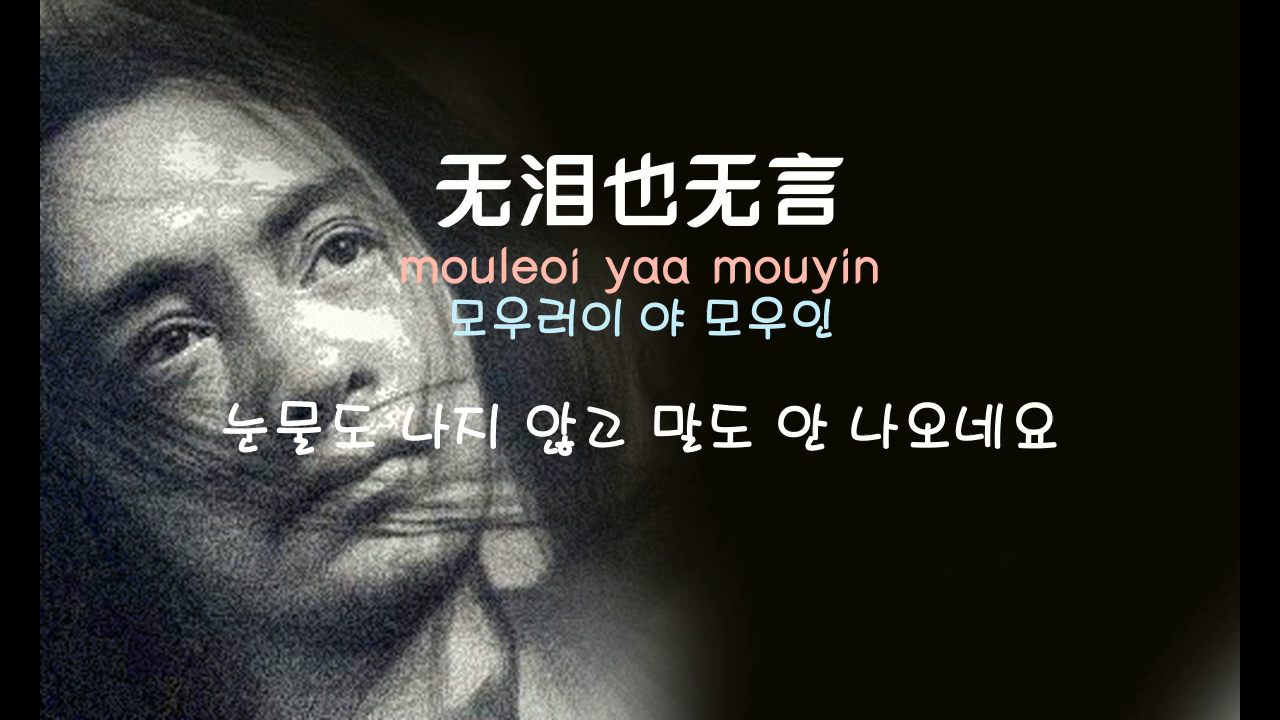 无泪也无言
mouleoi yaa mouyin
모우러이 야 모우인
눈물도 나지 않고 말도 안 나오네요